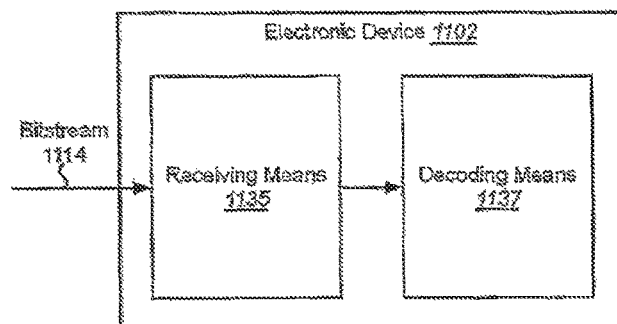 Electronic Device 1102
Bitstream
1114
Receiving Means
1135
Decoding Means
1137